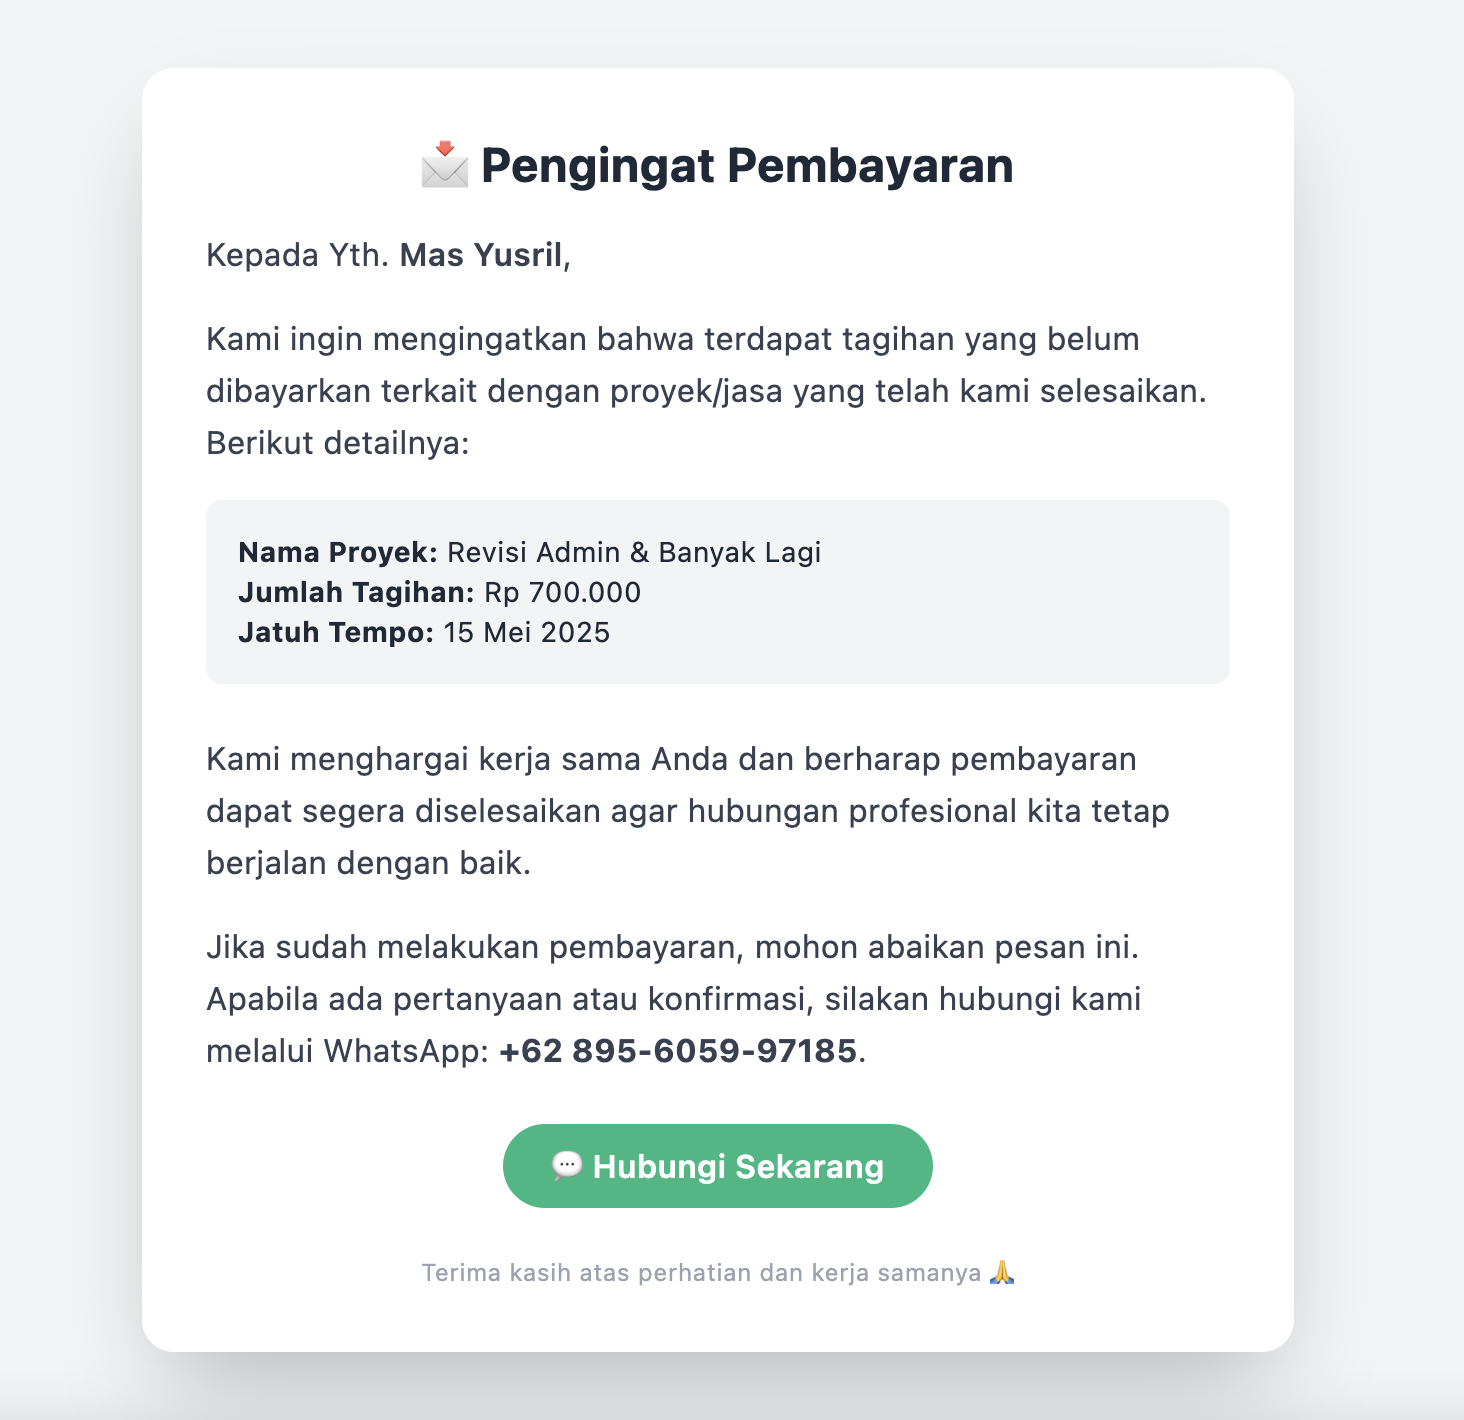 📩 Pengingat Pembayaran
Kepada Yth. Mas Yusril,
Kami ingin mengingatkan bahwa terdapat tagihan yang belum
dibayarkan terkait dengan proyek/jasa yang telah kami selesaikan.
Berikut detailnya:
Nama Proyek: Revisi Admin & Banyak Lagi
Jumlah Tagihan: Rp 700.000
Jatuh Tempo: 15 Mei 2025
Kami menghargai kerja sama Anda dan berharap pembayaran
dapat segera diselesaikan agar hubungan profesional kita tetap
berjalan dengan baik.
Jika sudah melakukan pembayaran, mohon abaikan pesan ini.
Apabila ada pertanyaan atau konfirmasi, silakan hubungi kami
melalui WhatsApp: +62 895-6059-97185.
💬 Hubungi Sekarang
Terima kasih atas perhatian dan kerja samanya 🙏